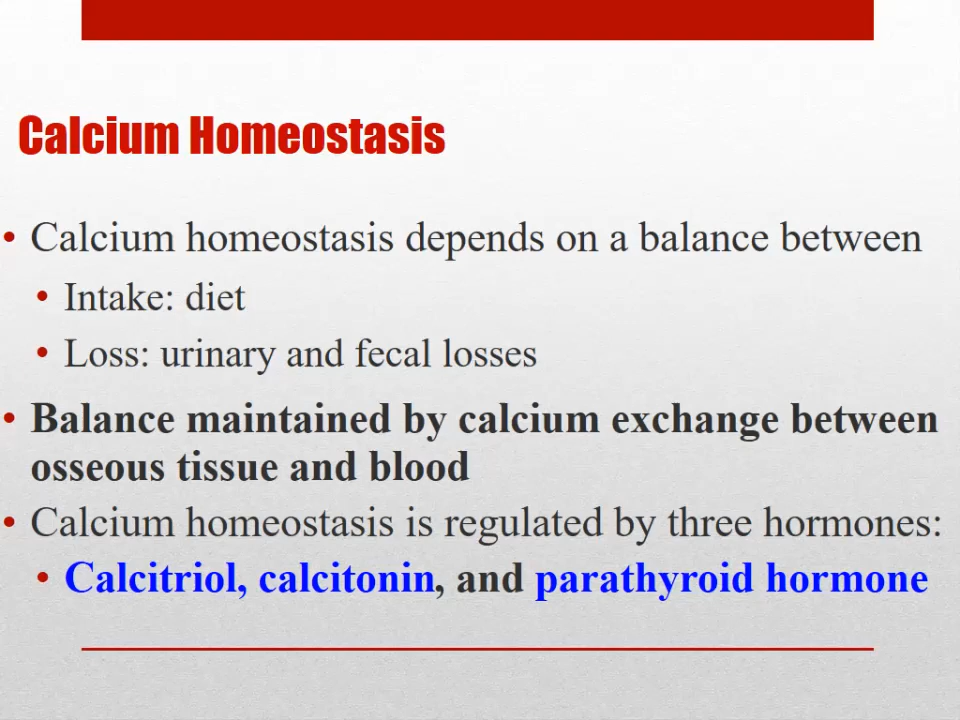 Calcium Homeostasis
• Calcium homeostasis depends on a balance between
• Intake: diet
• Loss: urinary and fecal losses
• Balance maintained by calcium exchange between
osseous tissue and blood
• Calcium homeostasis is regulated by three hormones:
• Calcitriol, calcitonin, and parathyroid hormone